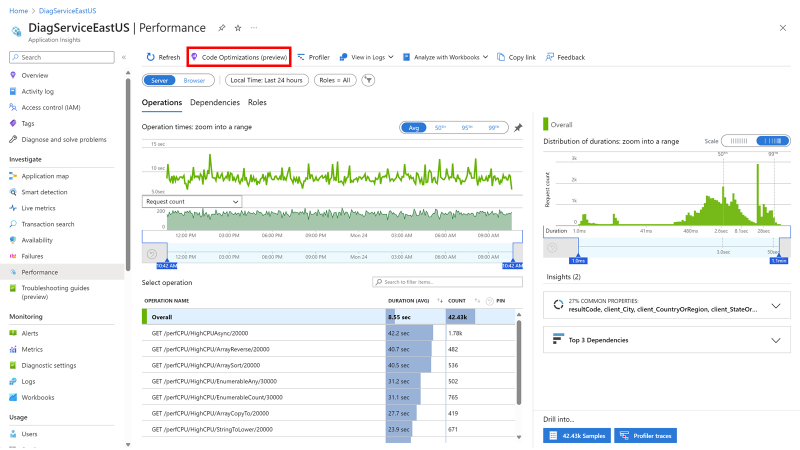 Home > DiagServiceEastUS >
DiagServiceEastUS | Performance
Application Insights
Search
Overview
Activity log
Access control (IAM)
Tags
Diagnose and solve problems
Investigate
Application map
Smart detection
Live metrics
Transaction search
Availability
Failures
Performance
Troubleshooting guides
(preview)
Monitoring
Alerts
Metrics
Diagnostic settings
Logs
Workbooks
Usage
Users
Refresh Code Optimizations (preview) Profiler View in Logs Analyze with Workbooks Copy link Feedback
Server Browser Local Time: Last 24 hours Roles = All
Operations Dependencies Roles
Operation times: zoom into a range Avg 50th 95th 99th
15 sec
10 sec
5.0sec
Request count
200
0
12:00 PM 03:00 PM 06:00 PM 09:00 PM Mon 24 03:00 AM 06:00 AM 09:00 AM
10:42 AM 10:42 AM
Select operation Search to filter items...
OPERATION NAME DURATION (AVG) COUNT PIN
Overall 8.55 sec 42.43k
GET /perfCPU/HighCPUAsync/20000 42.2 sec 1.78k
GET /perfCPU/HighCPU/ArrayReverse/20000 40.7 sec 482
GET /perfCPU/HighCPU/ArraySort/20000 40.5 sec 536
GET /perfCPU/HighCPU/EnumerableAny/30000 31.2 sec 502
GET /perfCPU/HighCPU/EnumerableCount/30000 31.1 sec 765
GET /perfCPU/HighCPU/ArrayCopyTo/20000 27.7 sec 419
GET /perfCPU/HighCPU/StringToLower/20000 23.9 sec 671
Overall
Distribution of durations: zoom into a range Scale
50th 99th
3k
2k
1k
0
Request count
Duration 1.0ms 41ms 480ms 2.6sec 8.1sec 28sec
3.0sec 50sec
1.0ms 1.1min
Insights (2)
27% COMMON PROPERTIES:
resultCode, client_City, client_CountryOrRegion, client_StateOr...
Top 3 Dependencies
Drill into...
42.43k Samples Profiler traces